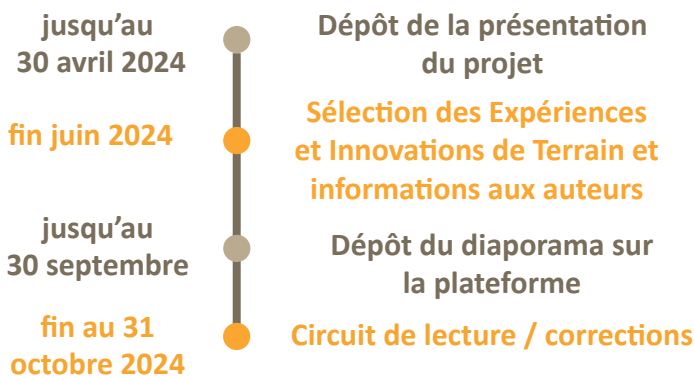 jusqu'au
30 avril 2024
Dépôt de la présentation
du projet
fin juin 2024
Sélection des Expériences
et Innovations de Terrain et
informations aux auteurs
jusqu'au
30 septembre
Dépôt du diaporama sur
la plateforme
fin au 31
octobre 2024
Circuit de lecture / corrections